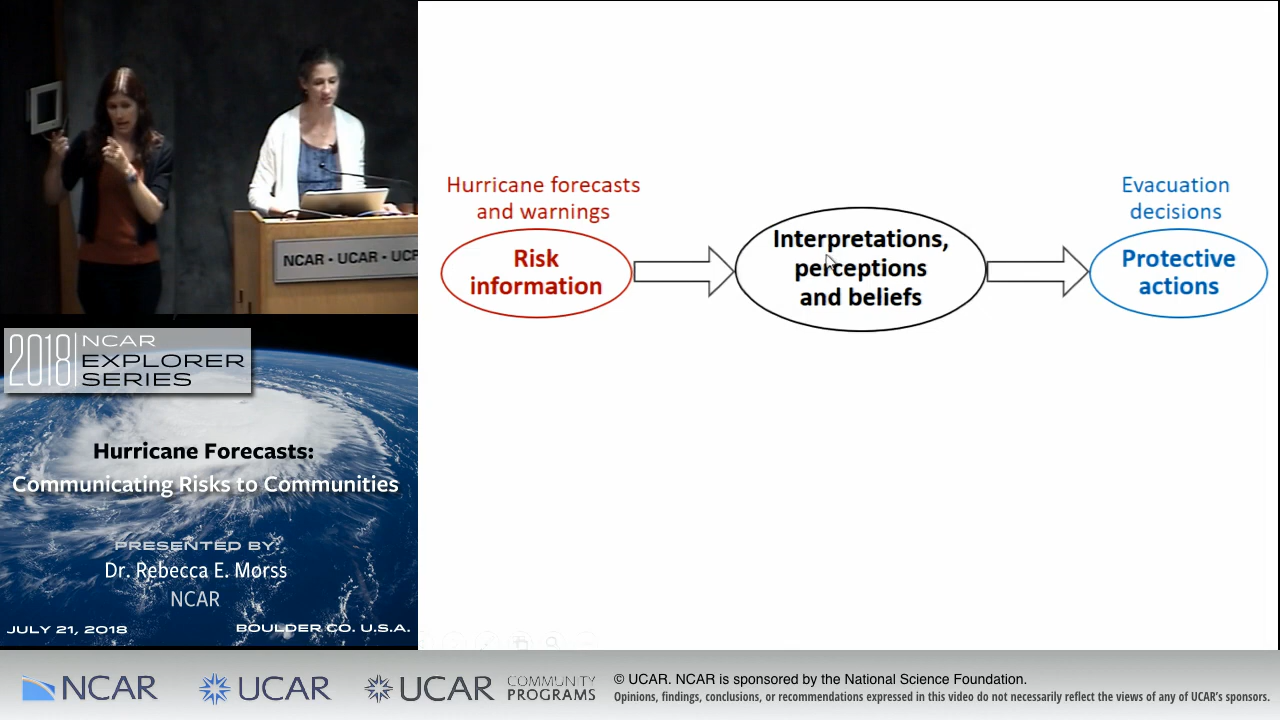 NCAR • UCAR • UCP
Hurricane forecasts
and warnings
Risk
information
Interpretations,
perceptions
and beliefs
Evacuation
decisions
Protective
actions
2018
NCAR
EXPLORER
SERIES
Hurricane Forecasts:
Communicating Risks to Communities
PRESENTED BY:
Dr. Rebecca E. Morss
NCAR
JULY 21, 2018
BOULDER CO. U.S.A.
NCAR
UCAR
UCAR
COMMUNITY
PROGRAMS
© UCAR. NCAR is sponsored by the National Science Foundation.
Opinions, findings, conclusions, or recommendations expressed in this video do not necessarily reflect the views of any of UCAR's sponsors.